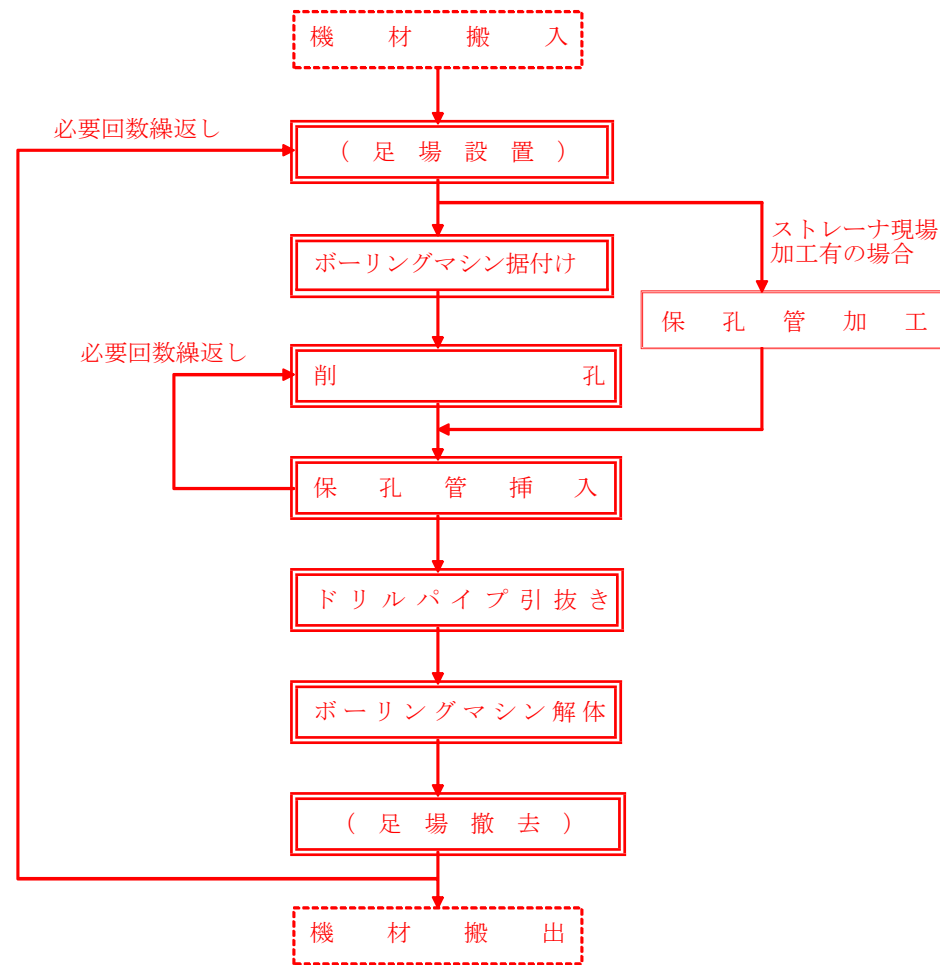 機材搬入
必要回数繰返し
(足場設置)
ストレーナ現場
加工有の場合
ボーリングマシン据付け
保孔管加工
必要回数繰返し
削孔
保孔管挿入
ドリルパイプ引抜き
ボーリングマシン解体
(足場撤去)
機材搬出